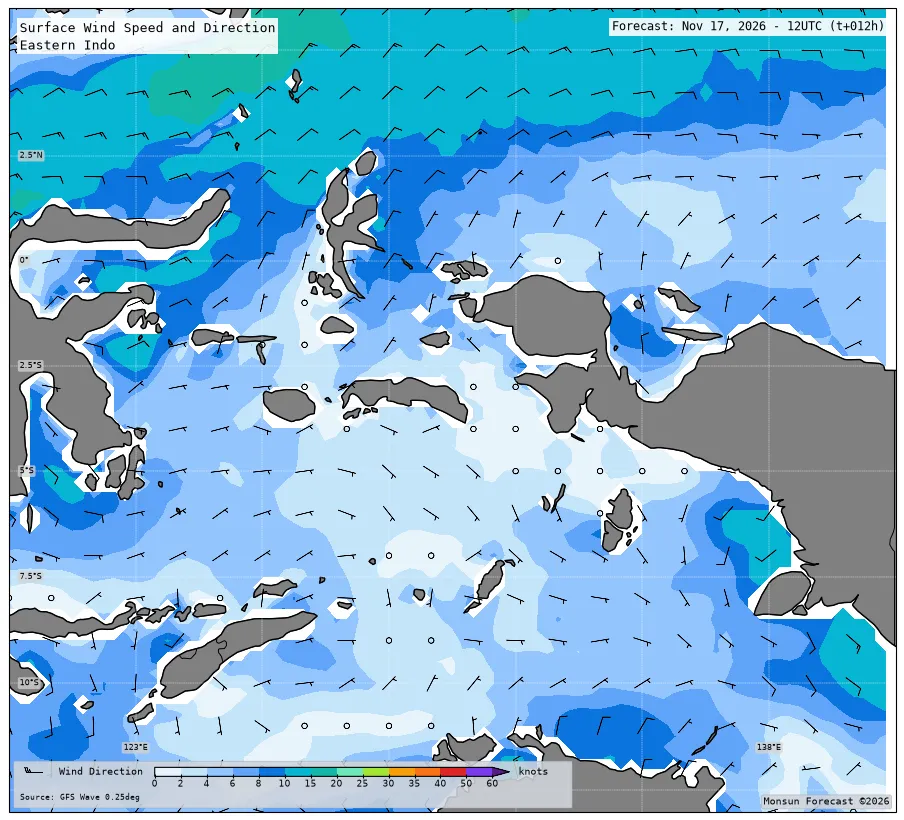 Surface Wind Speed and Direction
Eastern Indo
Forecast: Nov 17, 2026 - 12UTC (t+012h)
2.5°N
0°
2.5°S
5°S
7.5°S
10°S
123°E
138°E
Wind Direction
0 2 4 6 8 10 15 20 25 30 35 40 50 60
knots
Source: GFS Wave 0.25deg
Monsun Forecast ©2026